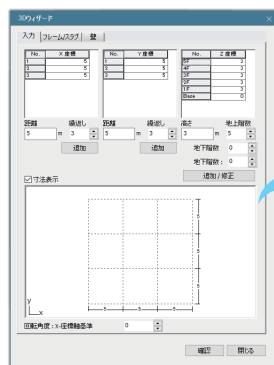 3Dウィザード
入力 フレーム/スラブ 壁
No. X 座標
1 5
2 5
3 5
No. Y 座標
1 5
2 5
3 5
No. Z 座標
5F 3
4F 3
3F 3
2F 3
1F 3
Base 0
距離 繰返し
5 m 3
追加
距離 繰返し
5 m 3
追加
高さ 地上階数
3 m 5
地下階数 0
地下階数 : 0
追加/修正
寸法表示
5
5
5
5 5 5
y
x
回転角度 : X-座標軸基準 0
確認 閉じる